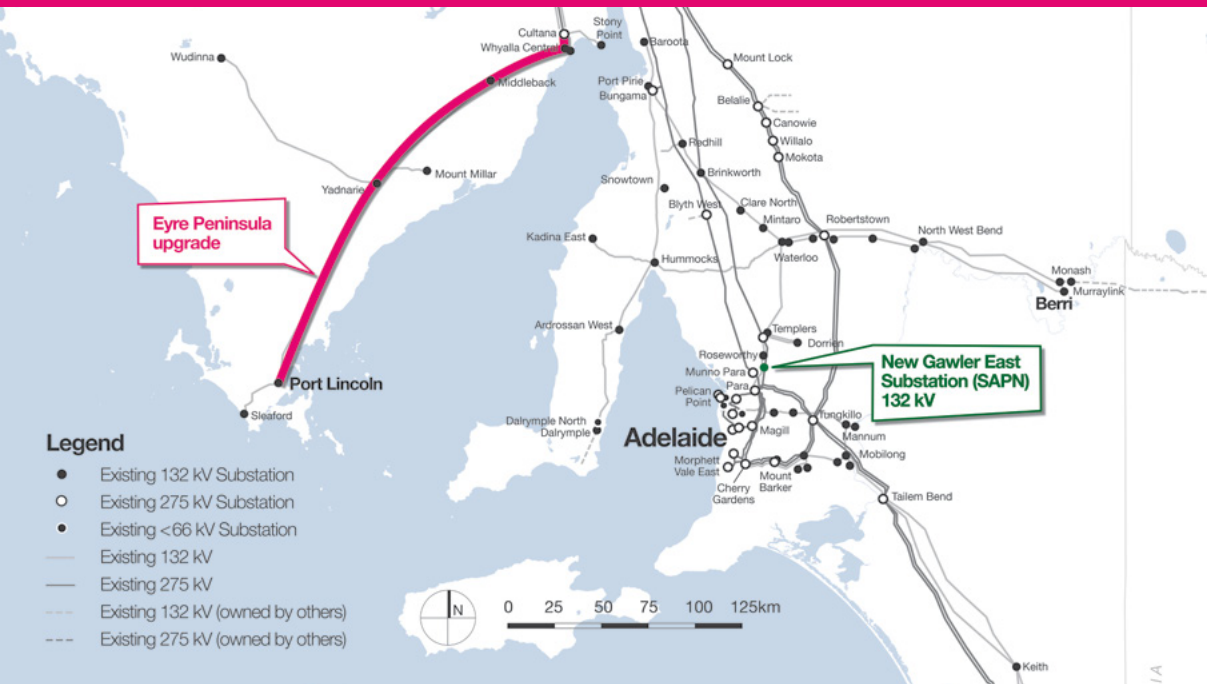 Cultana
Stony
Point
Whyalla Central
Baroota
Wudinna
Mount Lock
Middleback
Port Pirie
Bungama
Belalie
Canowie
Willalo
Redhill
Mokota
Mount Millar
Brinkworth
Snowtown
Yadnarie
Clare North
Blyth West
Mintaro
Robertstown
North West Bend
Eyre Peninsula
upgrade
Kadina East
Waterloo
Hummocks
Monash
Murraylink
Berri
Ardrossan West
Templers
Dorrien
Roseworthy
New Gawler East
Substation (SAPN)
132 kV
Munno Para
Para
Port Lincoln
Pelican
Point
Sleaford
Tungkillo
Dalrymple North
Dalrymple
Adelaide
Magill
Mannum
Mobilong
Morphett
Vale East
Cherry
Gardens
Mount
Barker
Tailem Bend
Legend
Existing 132 kV Substation
Existing 275 kV Substation
Existing <66 kV Substation
Existing 132 kV
Existing 275 kV
Existing 132 kV (owned by others)
Existing 275 kV (owned by others)
N
0 25 50 75 100 125km
Keith